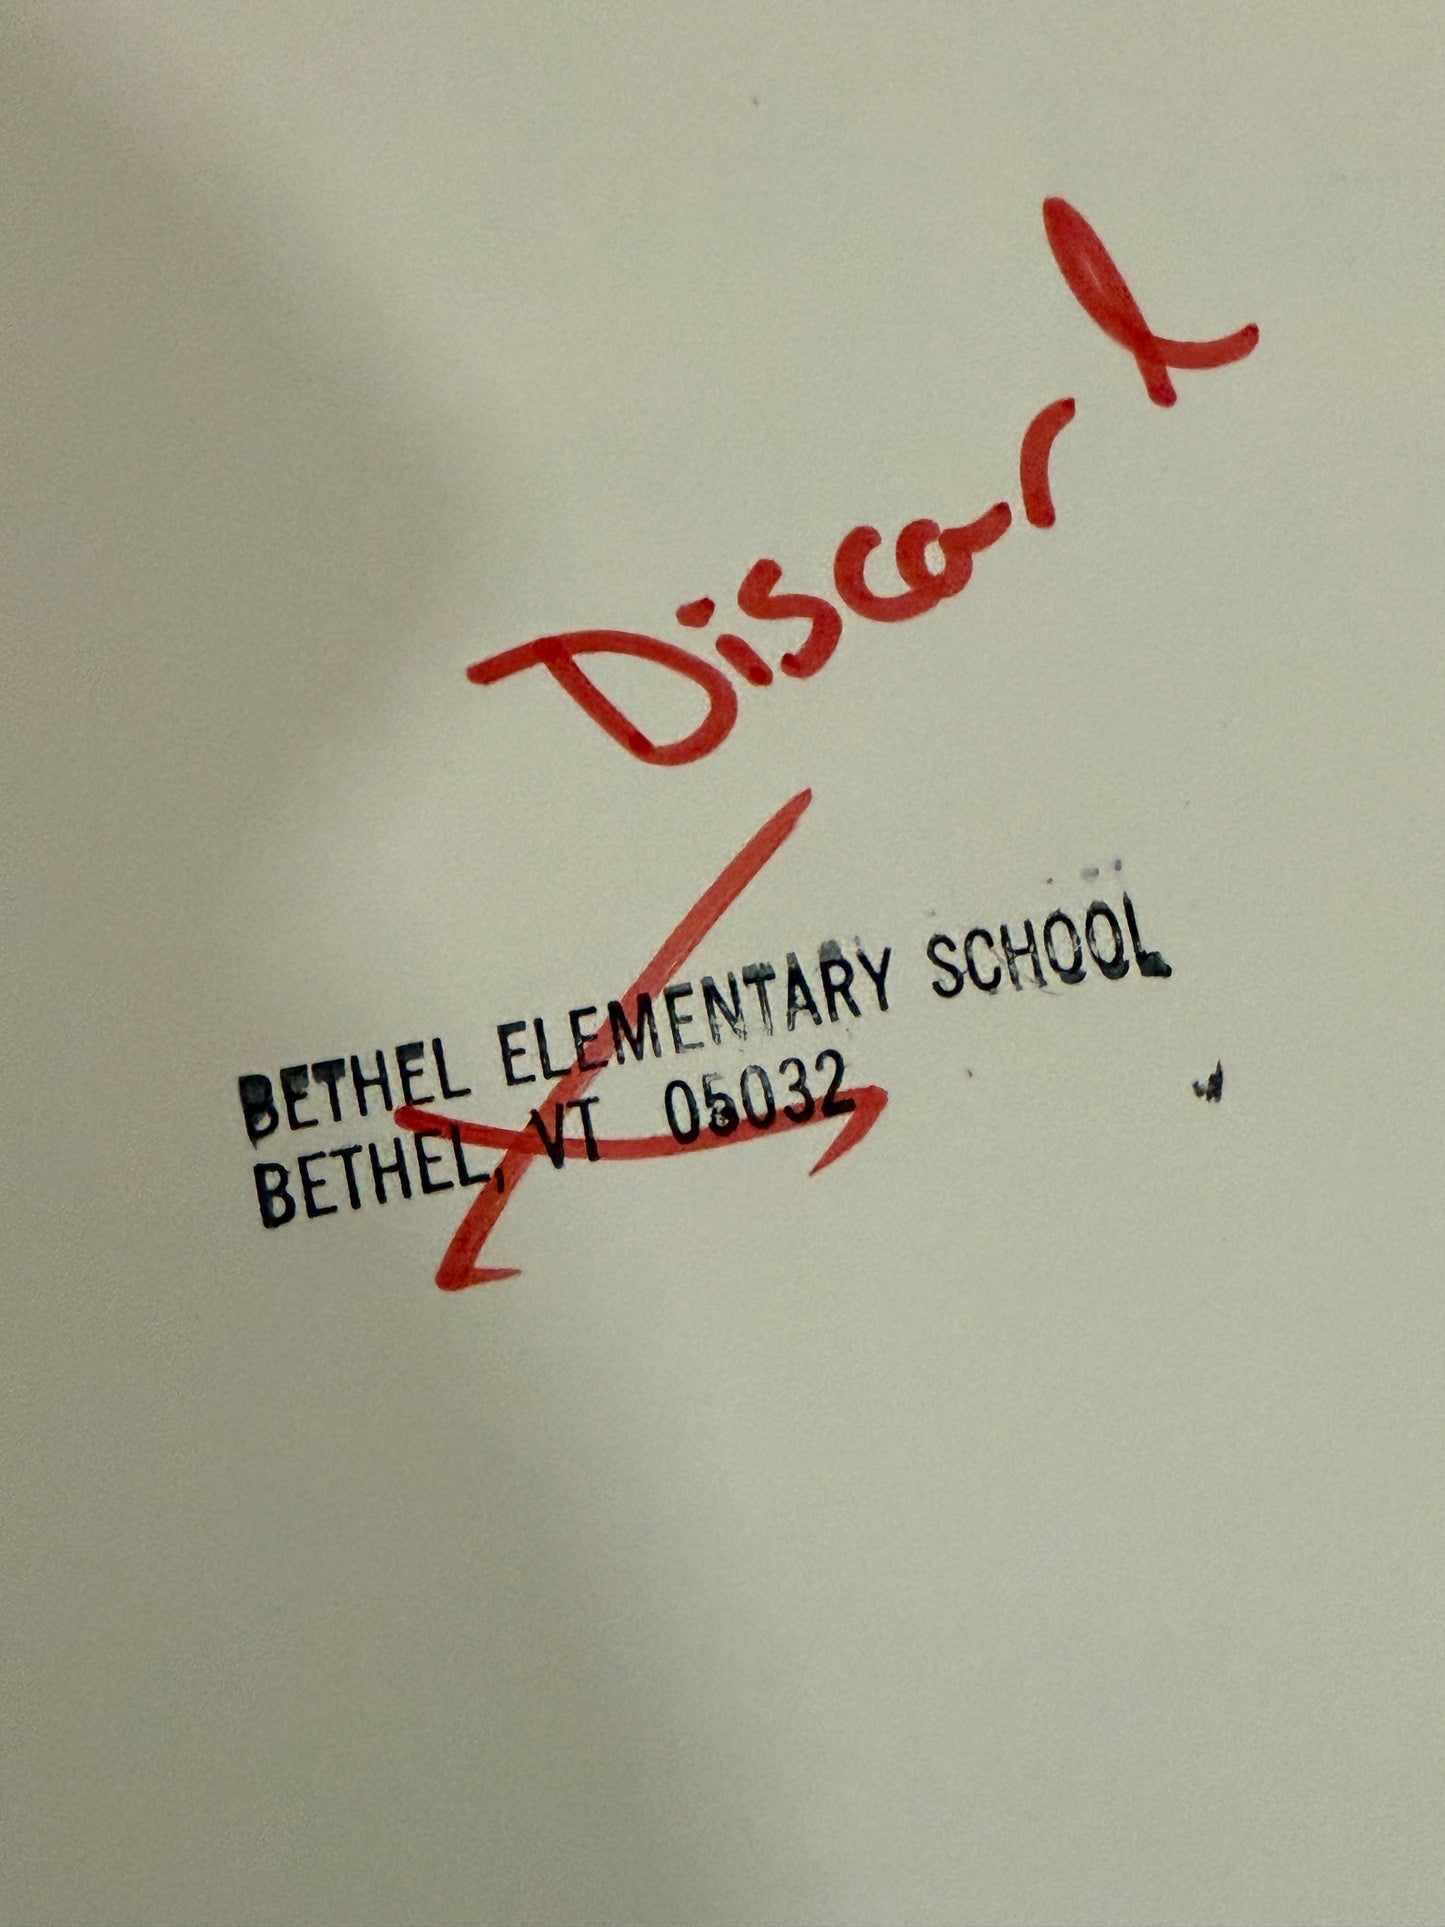 Discard
BETHEL ELEMENTARY SCHOOL
BETHEL, VT 05032